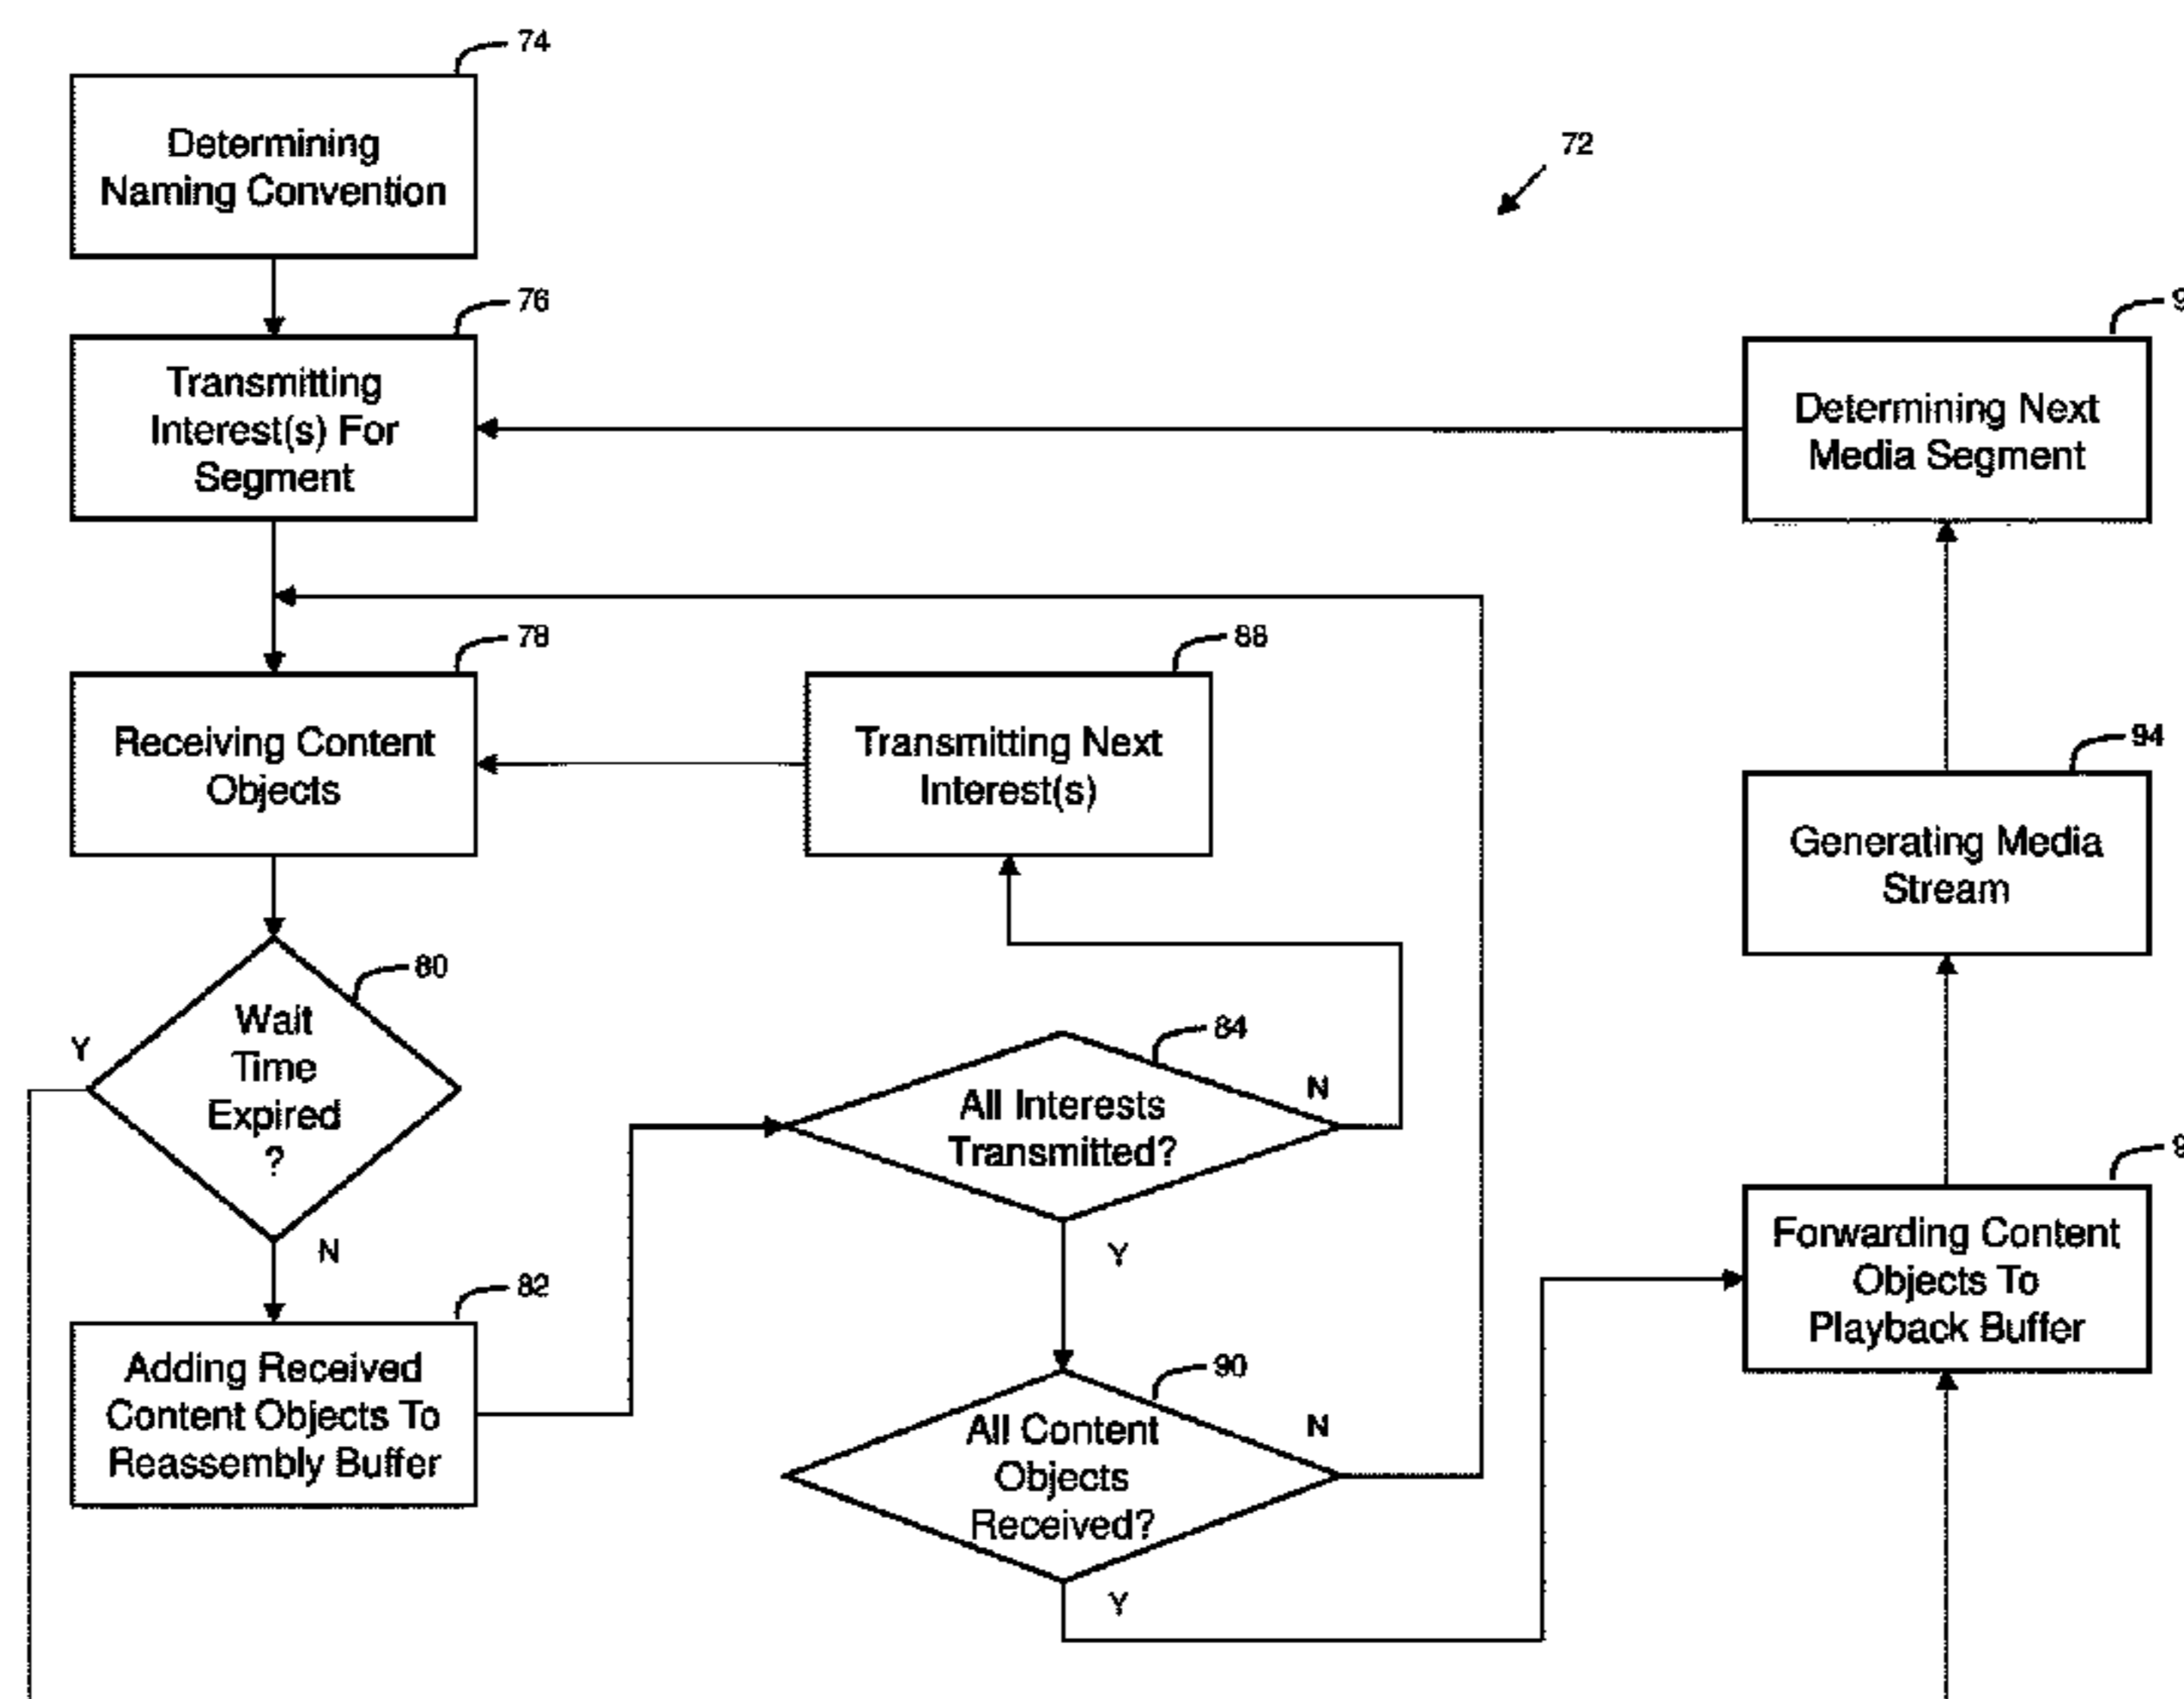 74
Determining
Naming Convention
72
76
Transmitting
Interest(s) For
Segment
Determining Next
Media Segment
78
Receiving Content
Objects
88
Transmitting Next
Interest(s)
94
Generating Media
Stream
80
Wait
Time
Expired
?
Y
N
84
All Interests
Transmitted?
N
Y
Forwarding Content
Objects To
Playback Buffer
82
Adding Received
Content Objects To
Reassembly Buffer
90
All Content
Objects
Received?
N
Y